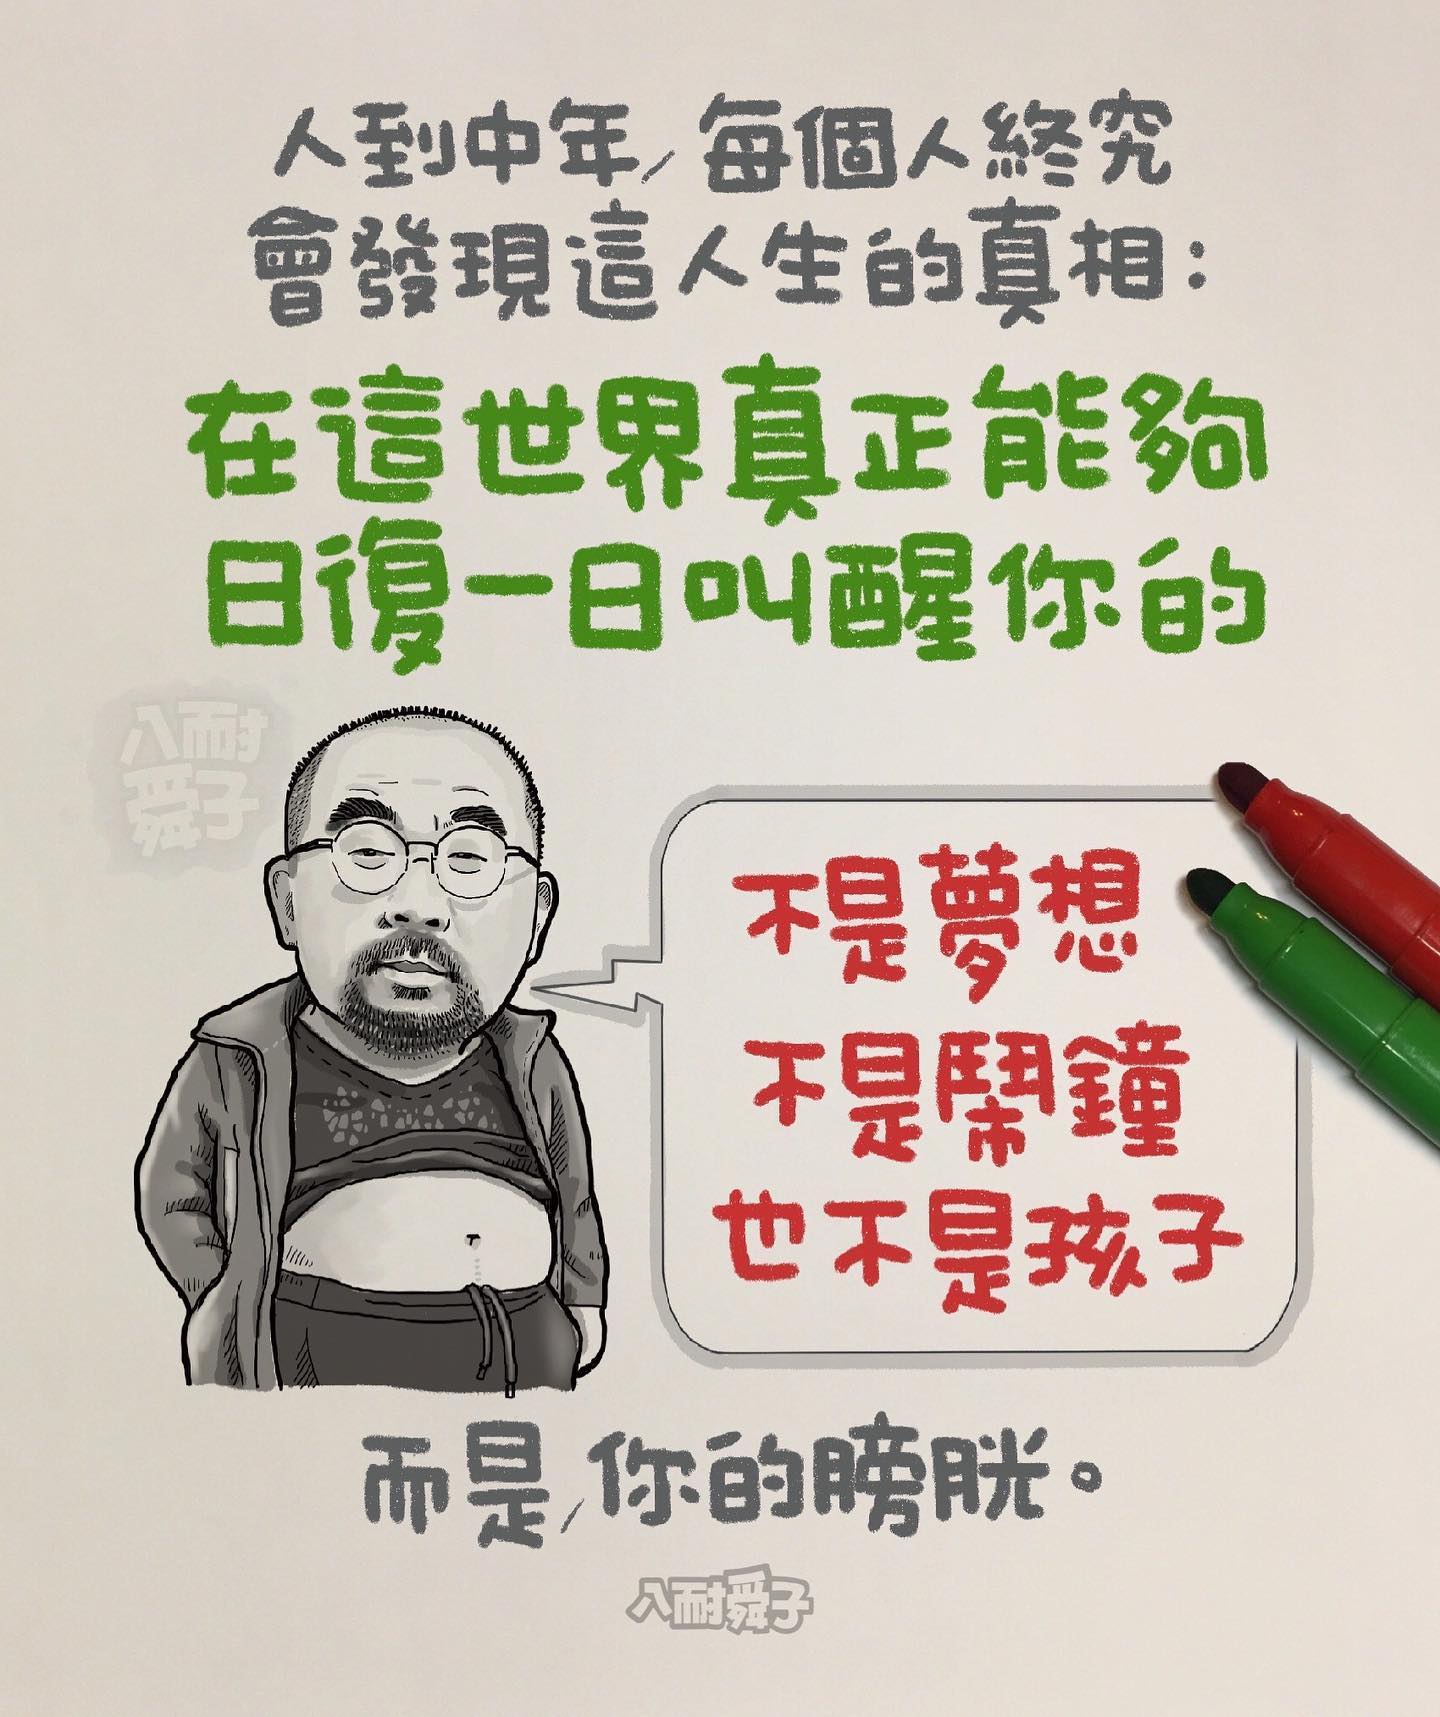 人到中年,每個人終究
會發現這人生的真相:
在這世界真正能夠
日復一日叫醒你的
八耐
舜子
不是夢想
不是鬧鐘
也不是孩子
而是,你的膀胱。
八耐舜子